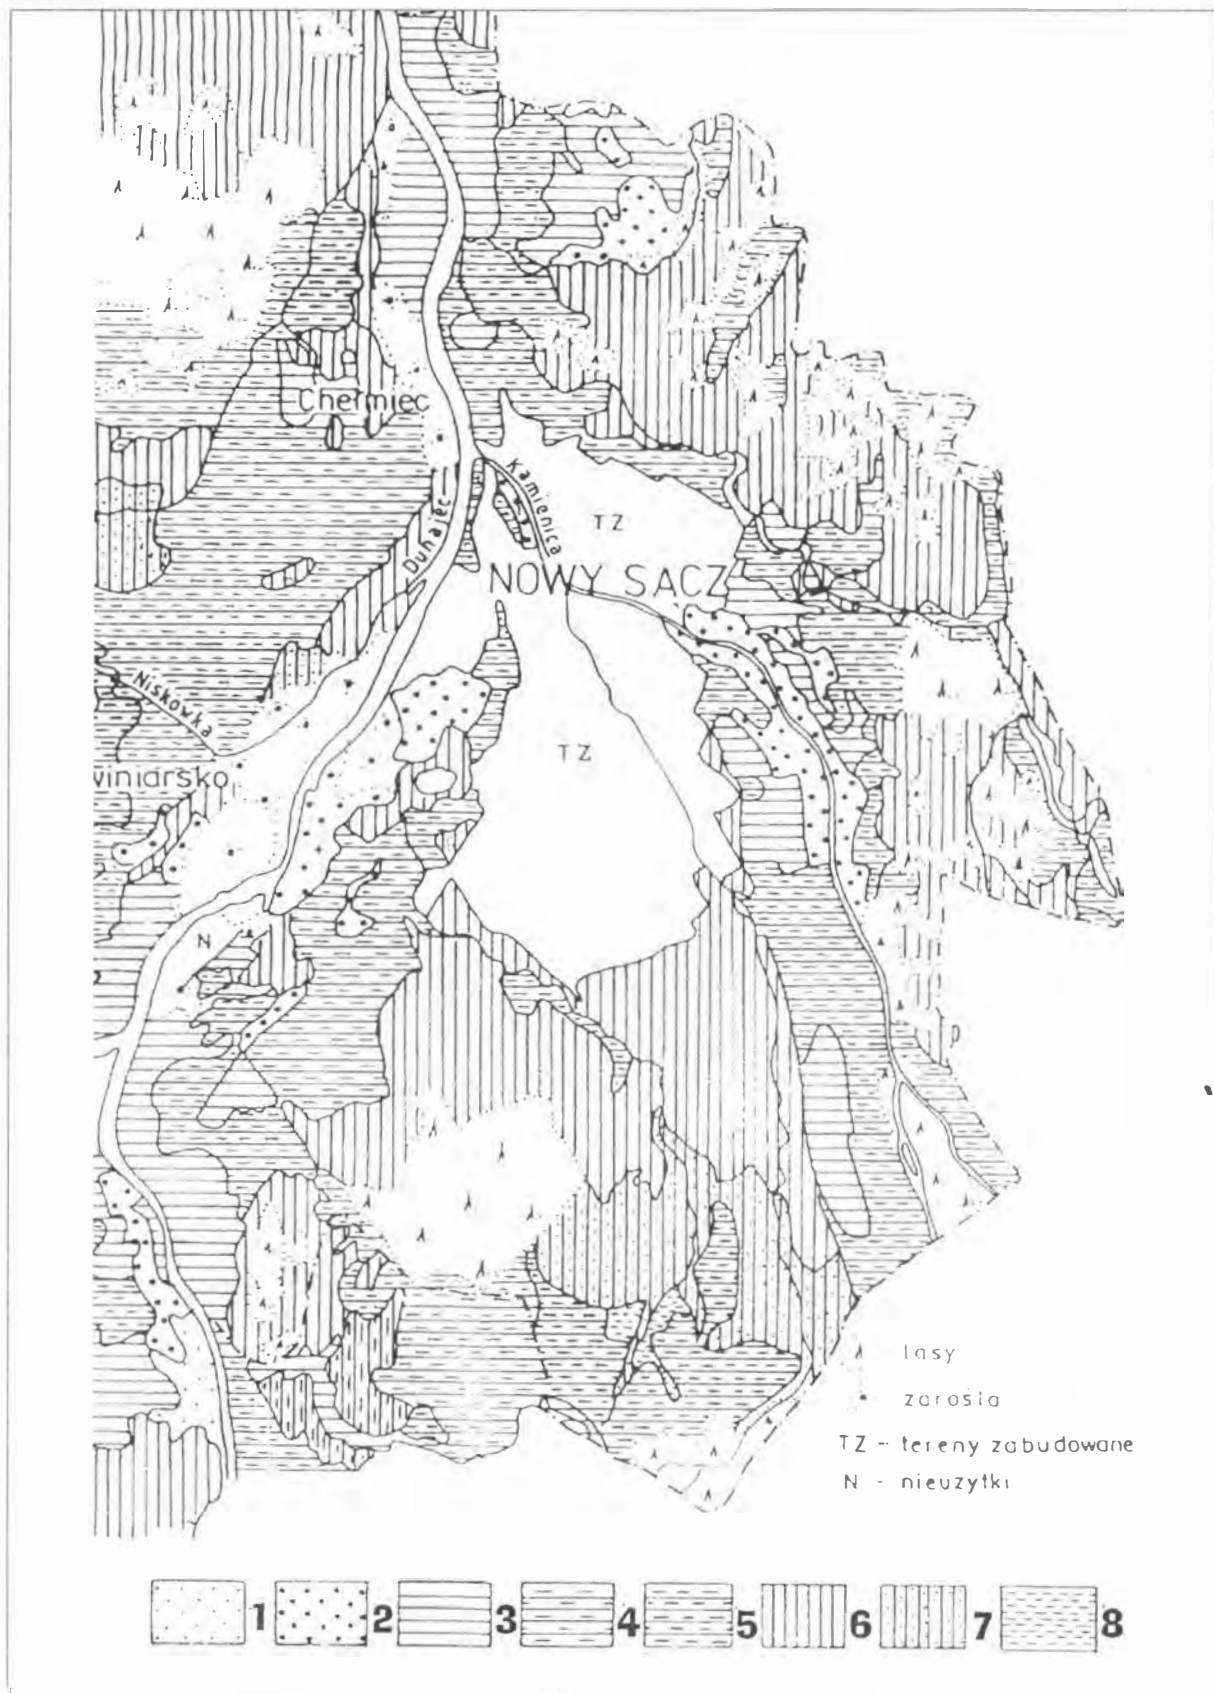 Chełmiec
Kamienica
TZ
Dunajec
NOWY SĄCZ
Niskówka
winiarsko
TZ
N
lasy
zarośla
TZ - tereny zabudowane
N - nieużytki
1 2 3 4 5 6 7 8